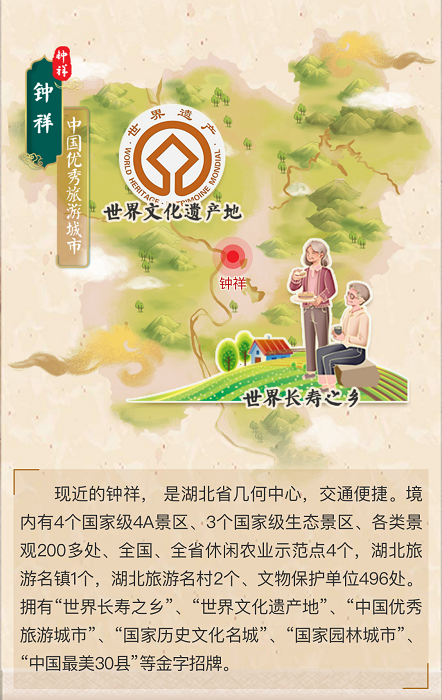 钟祥
钟祥
中国优秀旅游城市
世界遗产
WORLD HERITAGE · PATRIMOINE MONDIAL
世界文化遗产地
钟祥
世界长寿之乡
现近的钟祥，是湖北省几何中心，交通便捷。境
内有4个国家级4A景区、3个国家级生态景区、各类景
观200多处、全国、全省休闲农业示范点4个，湖北旅
游名镇1个，湖北旅游名村2个、文物保护单位496处。
拥有“世界长寿之乡”、“世界文化遗产地”、“中国优秀
旅游城市”、“国家历史文化名城”、“国家园林城市”、
“中国最美30县”等金字招牌。